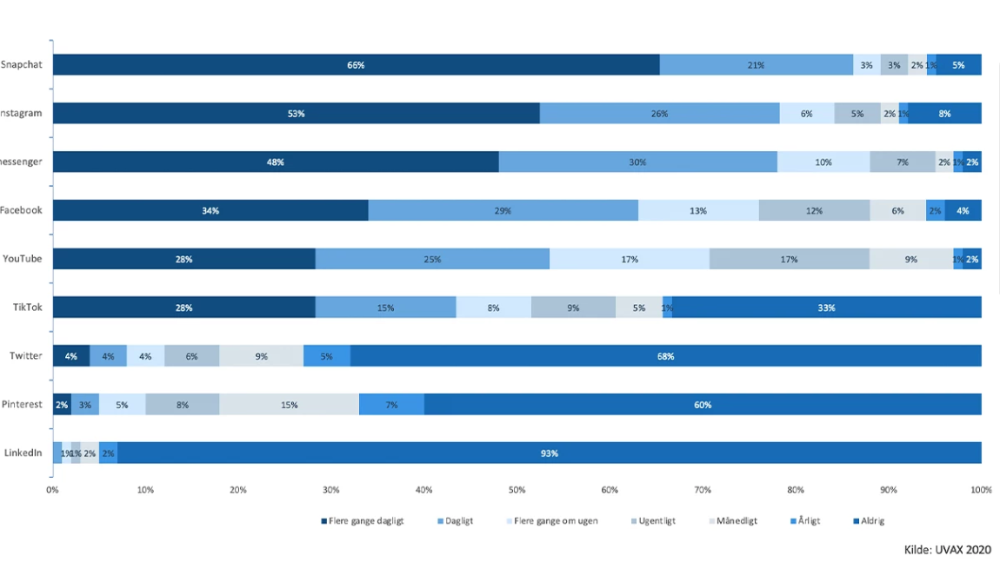 Snapchat 66% 21% 3% 3% 2% 1% 5%
nstagram 53% 26% 6% 5% 2% 1% 8%
nessenger 48% 30% 10% 7% 2% 1% 2%
Facebook 34% 29% 13% 12% 6% 2% 4%
YouTube 28% 25% 17% 17% 9% 1% 2%
TikTok 28% 15% 8% 9% 5% 1% 33%
Twitter 4% 4% 4% 6% 9% 5% 68%
Pinterest 2% 3% 5% 8% 15% 7% 60%
LinkedIn 1% 1% 2% 2% 93%
0% 10% 20% 30% 40% 50% 60% 70% 80% 90% 100%
Flere gange dagligt Dagligt Flere gange om ugen Ugentligt Månedligt Årligt Aldrig
Kilde: UVAX 2020